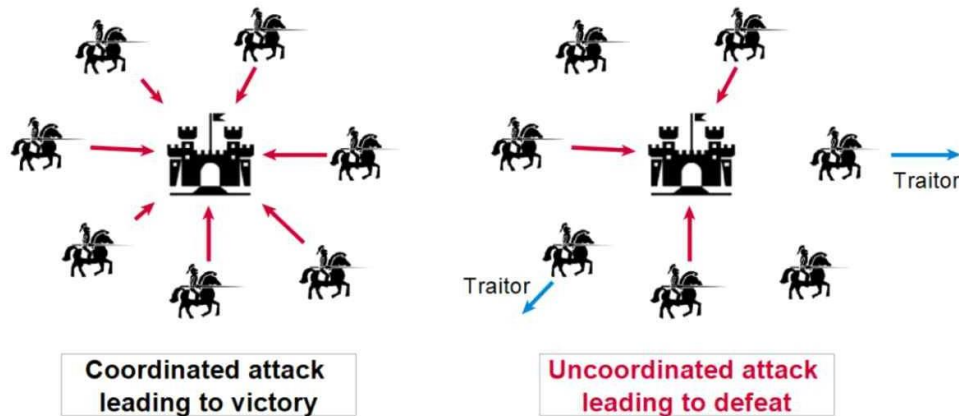 Traitor
Traitor
Coordinated attack
leading to victory
Uncoordinated attack
leading to defeat